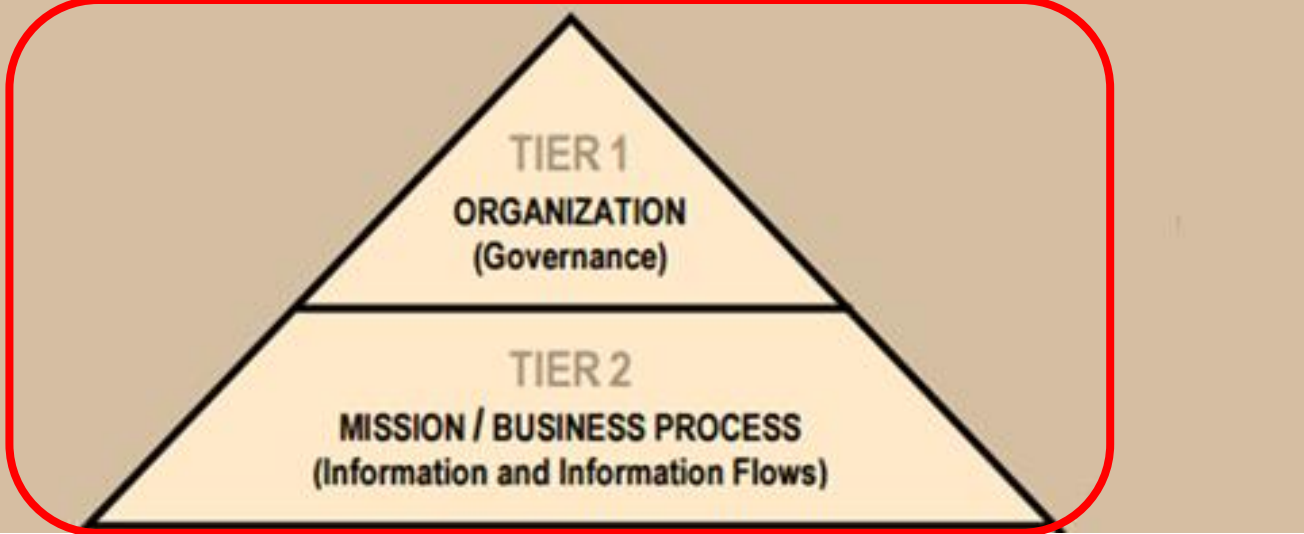 TIER 1
ORGANIZATION
(Governance)
TIER 2
MISSION / BUSINESS PROCESS
(Information and Information Flows)